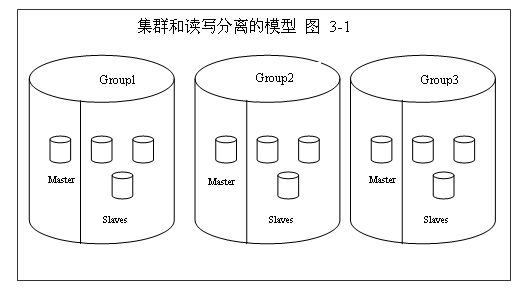 集群和读写分离的模型 图 3-1
Group1
Group2
Group3
Master
Slaves
Master
Slaves
Master
Slaves